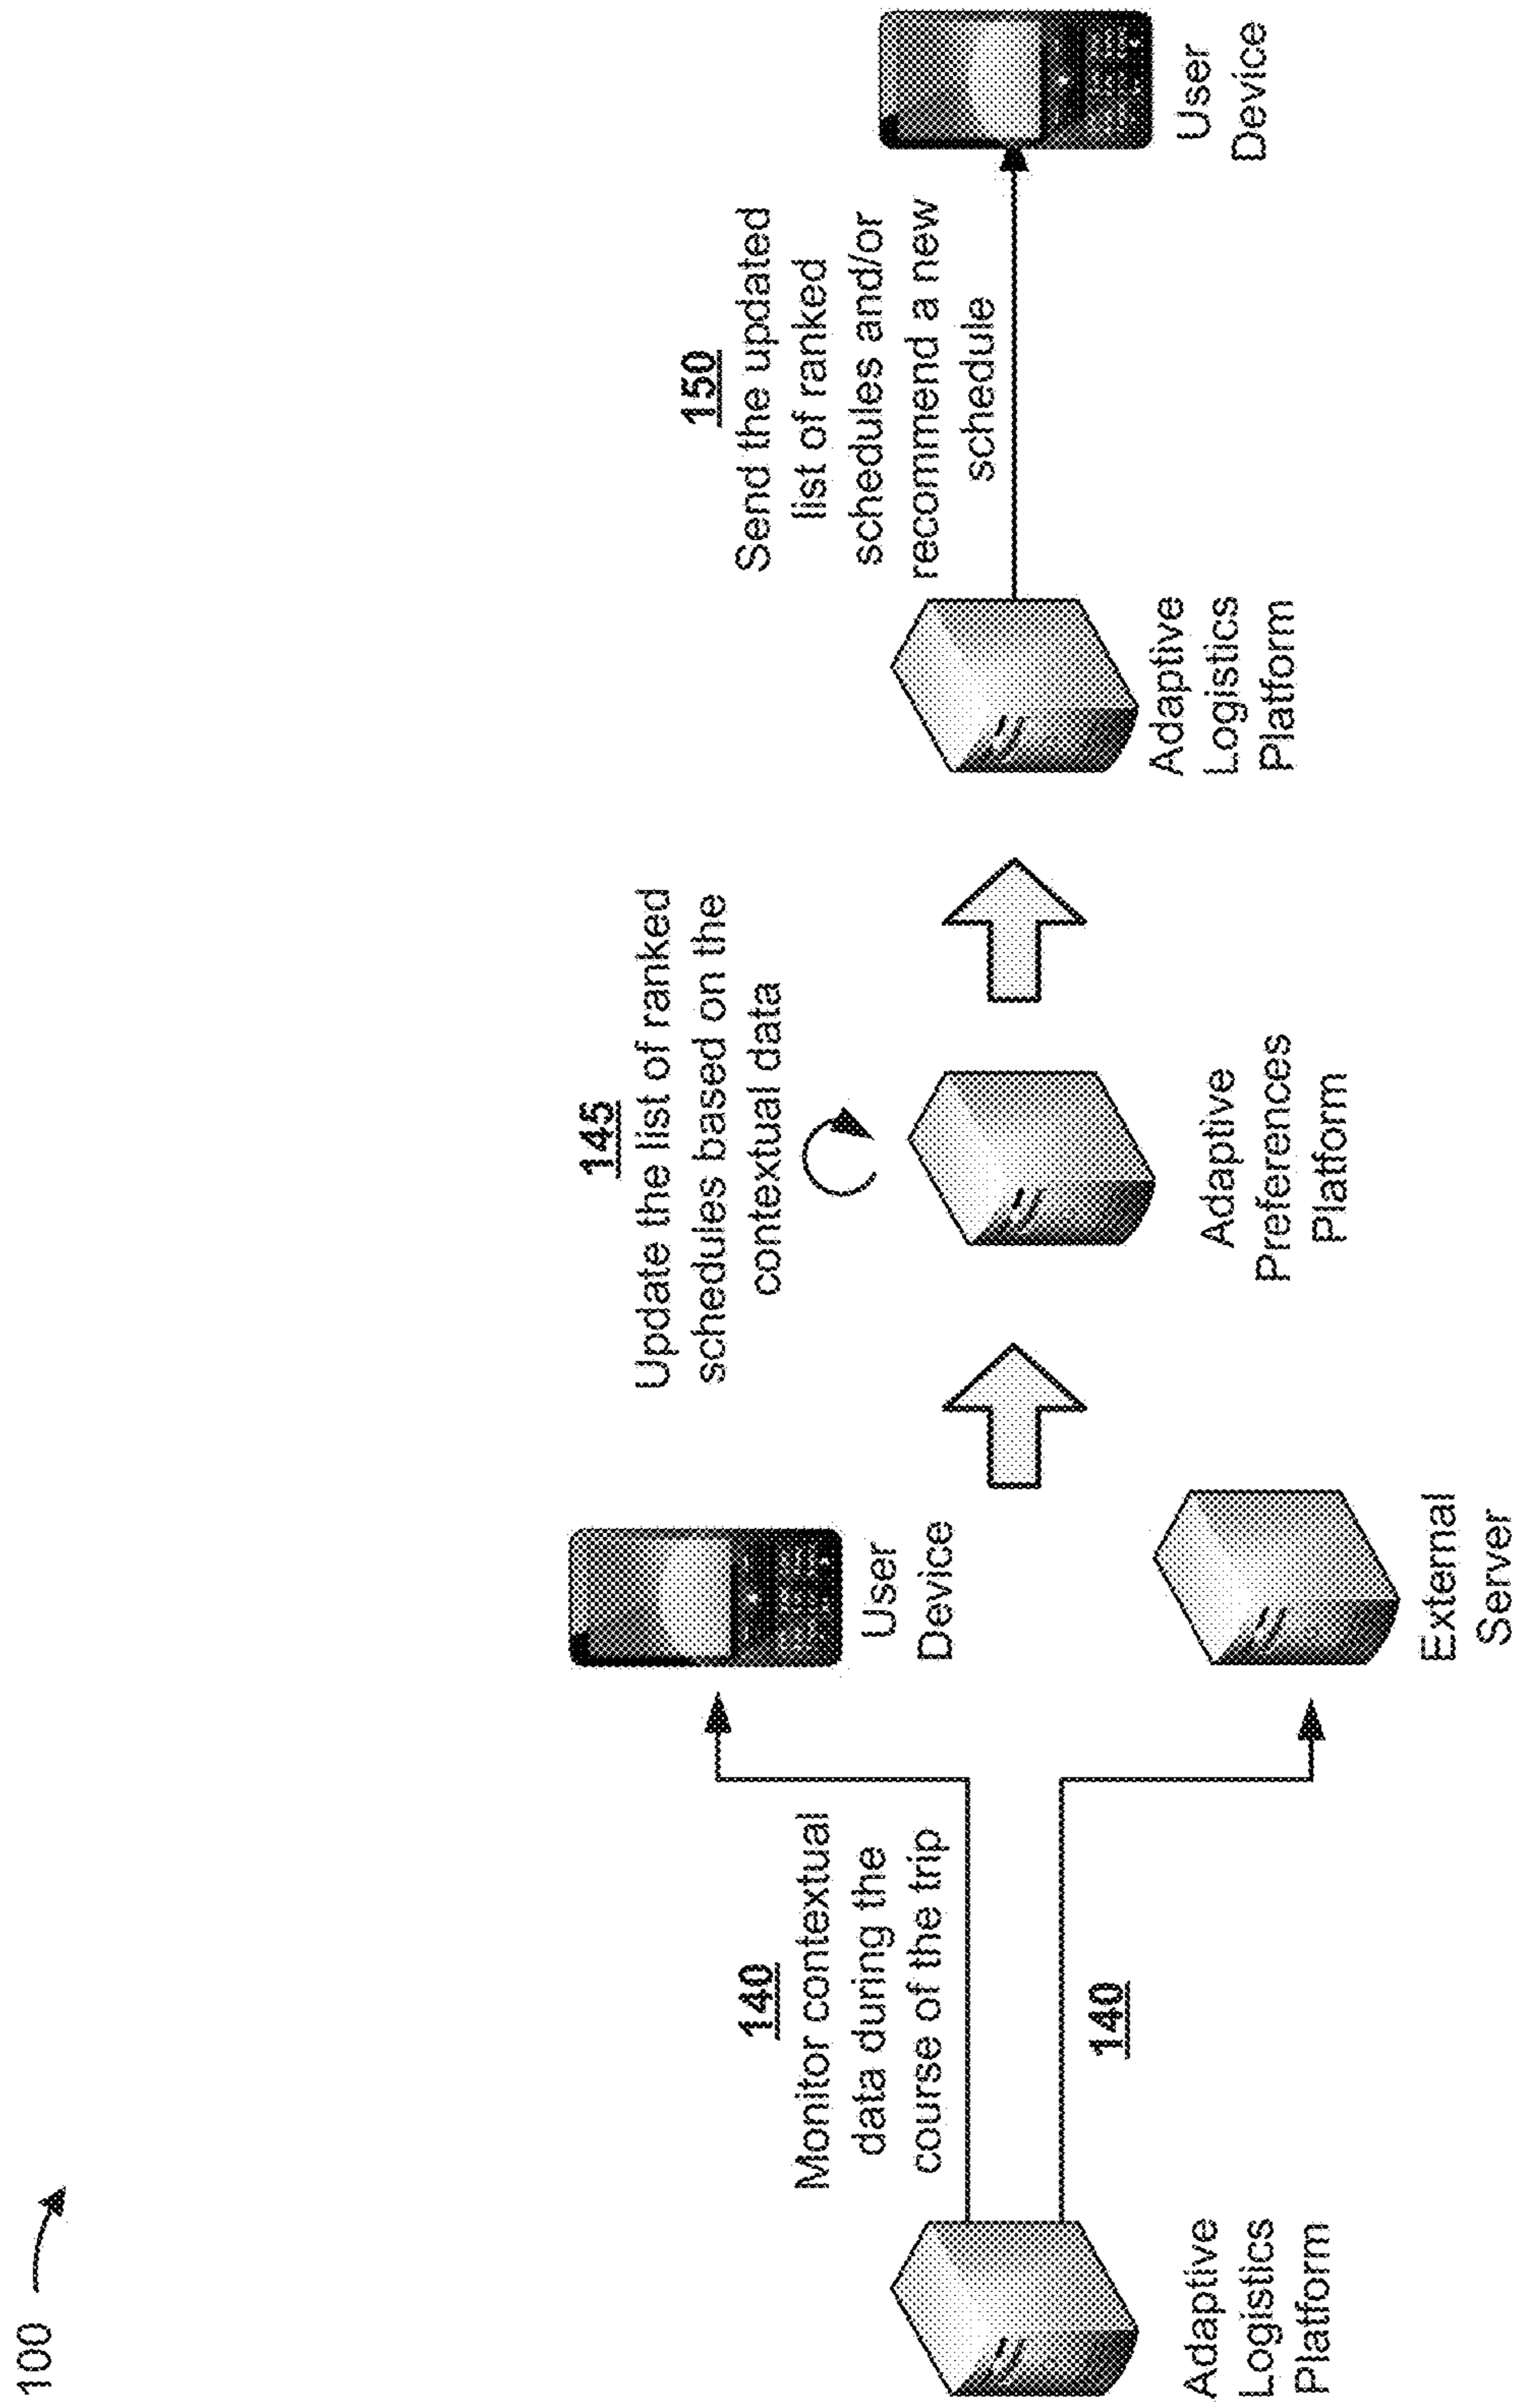 100
140
Monitor contextual
data during the
course of the trip
140
Adaptive
Logistics
Platform
User
Device
External
Server
145
Update the list of ranked
schedules based on the
contextual data
Adaptive
Preferences
Platform
150
Send the updated
list of ranked
schedules and/or
recommend a new
schedule
Adaptive
Logistics
Platform
User
Device